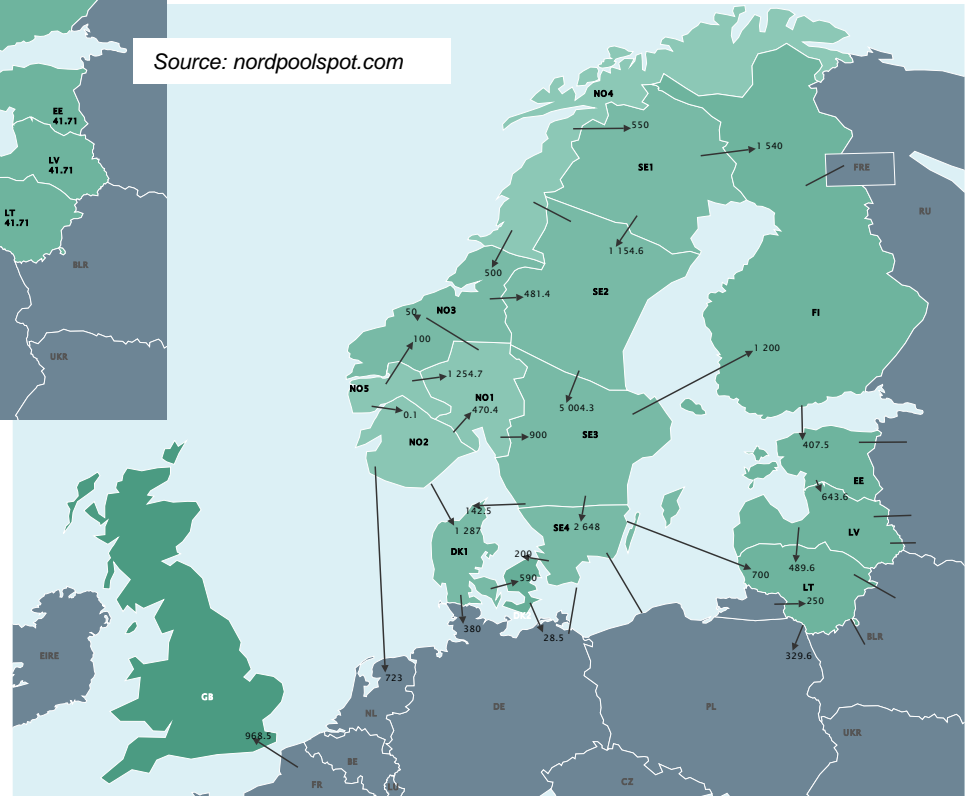 Source: nordpoolspot.com
EE
41.71
LV
41.71
LT
41.71
BLR
UKR
NO4
550
SE1
1 540
FRE
RU
1 154.6
500
481.4
SE2
50
NO3
FI
100
1 200
1 254.7
NO5
NO1
470.4
0.1
5 004.3
NO2
900
SE3
407.5
EE
643.6
142.5
1 287
SE4
2 648
LV
DK1
200
590
489.6
700
LT
250
DK2
380
28.5
329.6
BLR
EIRE
723
GB
NL
DE
PL
968.5
UKR
BE
FR
LU
CZ